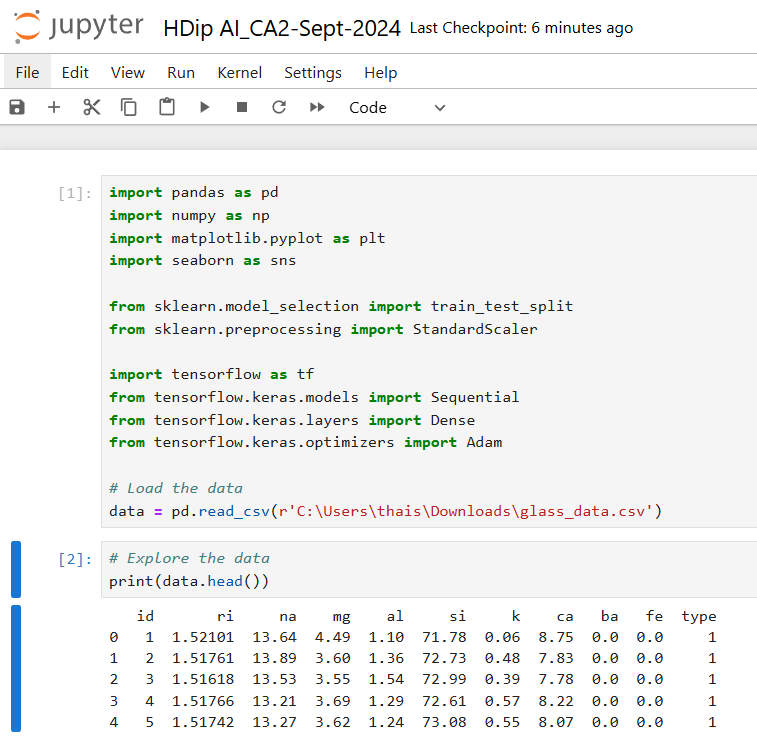 jupyter HDip AI_CA2-Sept-2024 Last Checkpoint: 6 minutes ago
File Edit View Run Kernel Settings Help
Code
[1]: import pandas as pd
import numpy as np
import matplotlib.pyplot as plt
import seaborn as sns
from sklearn.model_selection import train_test_split
from sklearn.preprocessing import StandardScaler
import tensorflow as tf
from tensorflow.keras.models import Sequential
from tensorflow.keras.layers import Dense
from tensorflow.keras.optimizers import Adam
# Load the data
data = pd.read_csv(r'C:\Users\thais\Downloads\glass_data.csv')
[2]: # Explore the data
print(data.head())
id ri na mg al si k ca ba fe type
0 1 1.52101 13.64 4.49 1.10 71.78 0.06 8.75 0.0 0.0 1
1 2 1.51761 13.89 3.60 1.36 72.73 0.48 7.83 0.0 0.0 1
2 3 1.51618 13.53 3.55 1.54 72.99 0.39 7.78 0.0 0.0 1
3 4 1.51766 13.21 3.69 1.29 72.61 0.57 8.22 0.0 0.0 1
4 5 1.51742 13.27 3.62 1.24 73.08 0.55 8.07 0.0 0.0 1